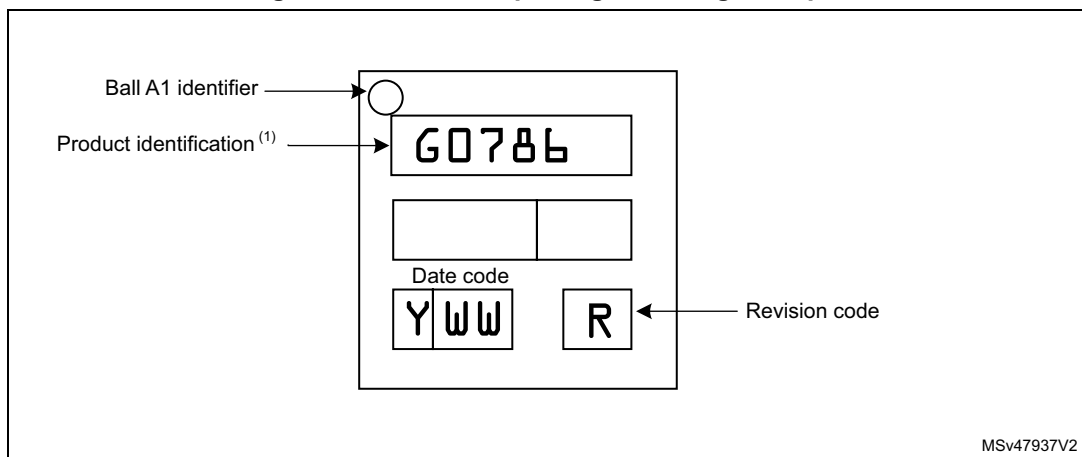 Ball A1 identifier
Product identification (1)
G0786
Date code
Y WW
R
Revision code
MSv47937V2